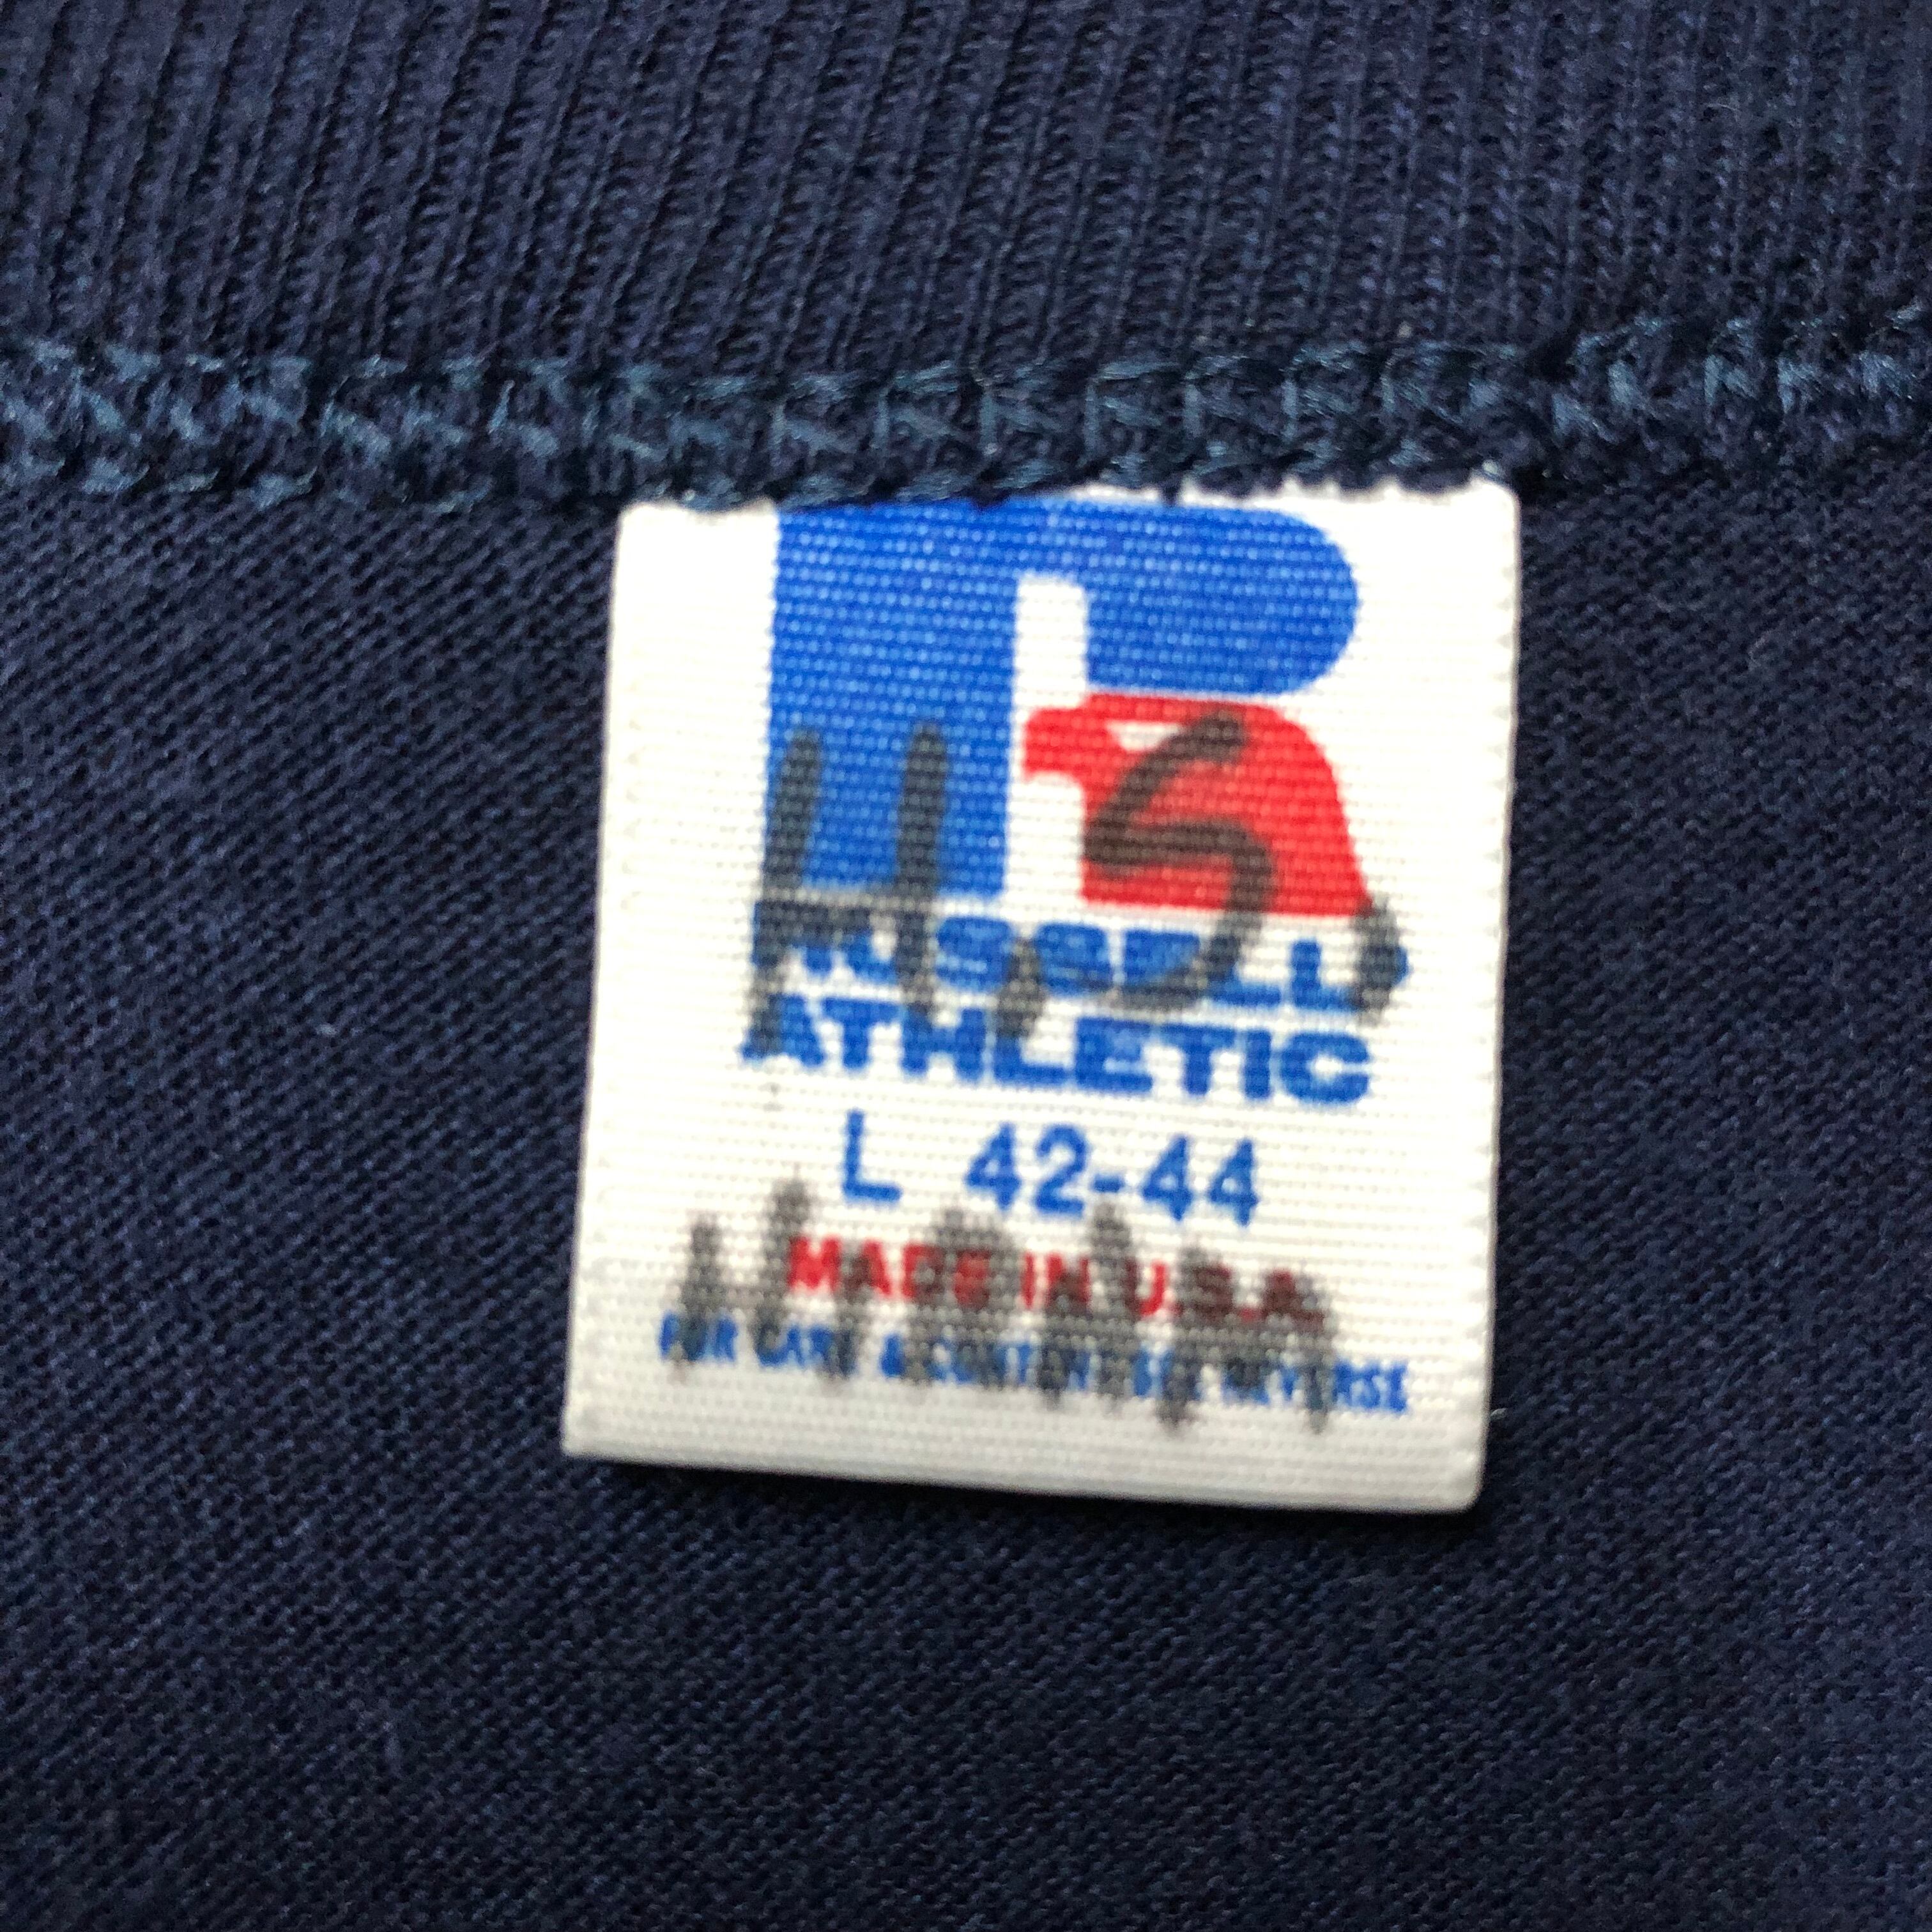 R
RUSSELL
ATHLETIC
L 42-44
MADE IN U.S.A.
FOR CARE & CONTENT SEE REVERSE